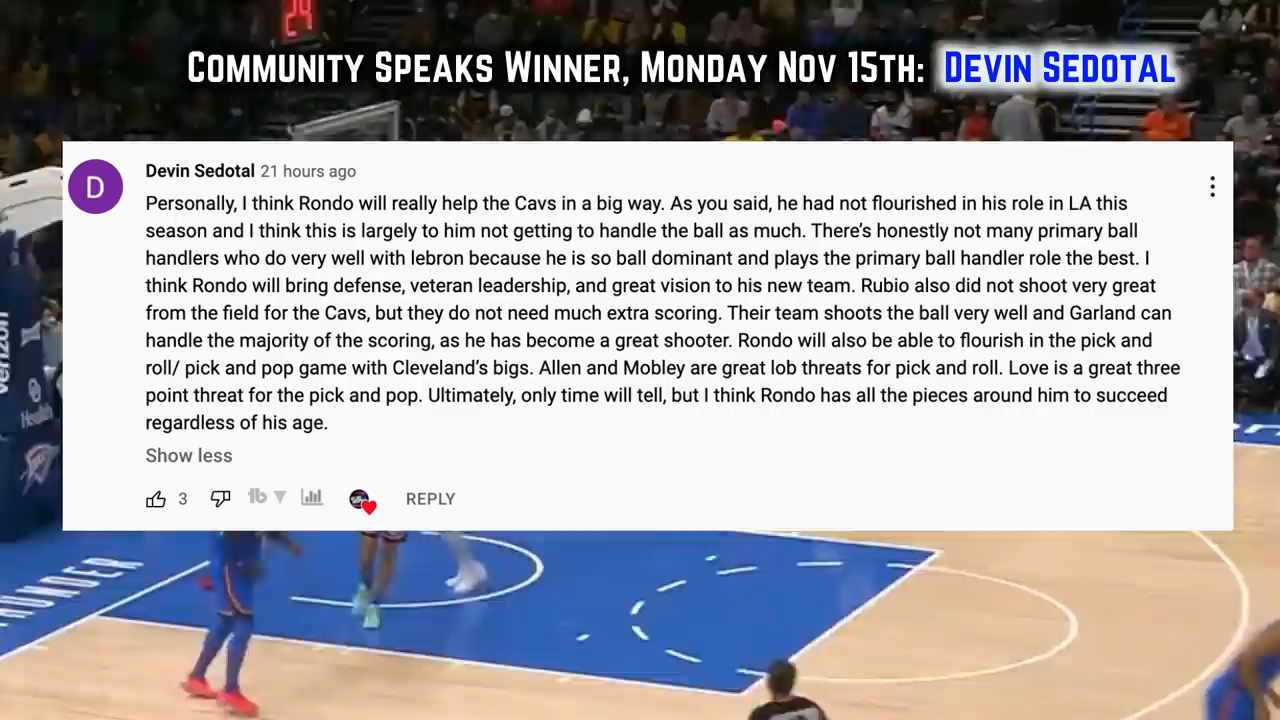 24
COMMUNITY SPEAKS WINNER, MONDAY NOV 15TH: DEVIN SEDOTAL
D
Devin Sedotal 21 hours ago
Personally, I think Rondo will really help the Cavs in a big way. As you said, he had not flourished in his role in LA this
season and I think this is largely to him not getting to handle the ball as much. There's honestly not many primary ball
handlers who do very well with lebron because he is so ball dominant and plays the primary ball handler role the best. I
think Rondo will bring defense, veteran leadership, and great vision to his new team. Rubio also did not shoot very great
from the field for the Cavs, but they do not need much extra scoring. Their team shoots the ball very well and Garland can
handle the majority of the scoring, as he has become a great shooter. Rondo will also be able to flourish in the pick and
roll/ pick and pop game with Cleveland's bigs. Allen and Mobley are great lob threats for pick and roll. Love is a great three
point threat for the pick and pop. Ultimately, only time will tell, but I think Rondo has all the pieces around him to succeed
regardless of his age.
Show less
3
tb
REPLY
verizon
THUNDER